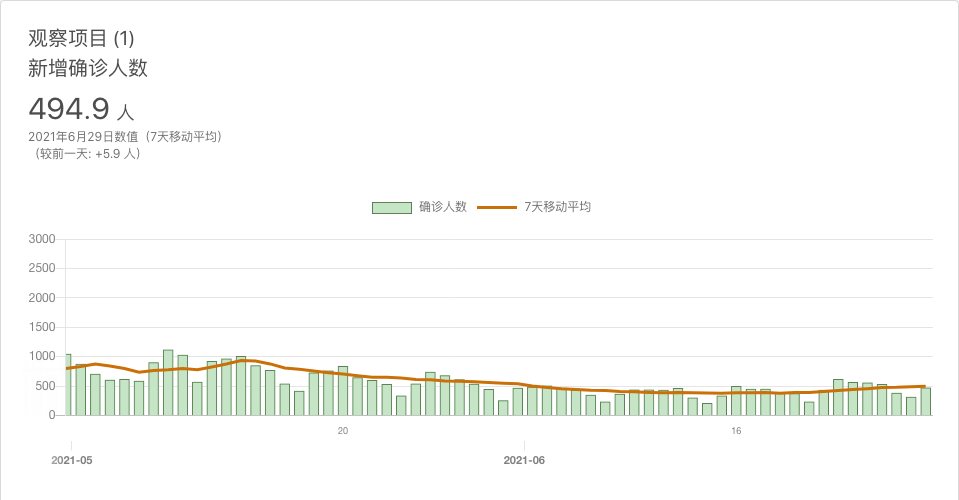 观察项目 (1)
新增确诊人数
494.9 人
2021年6月29日数值（7天移动平均）
（较前一天: +5.9 人）
确诊人数 7天移动平均
3000
2500
2000
1500
1000
500
0
20 16
2021-05 2021-06